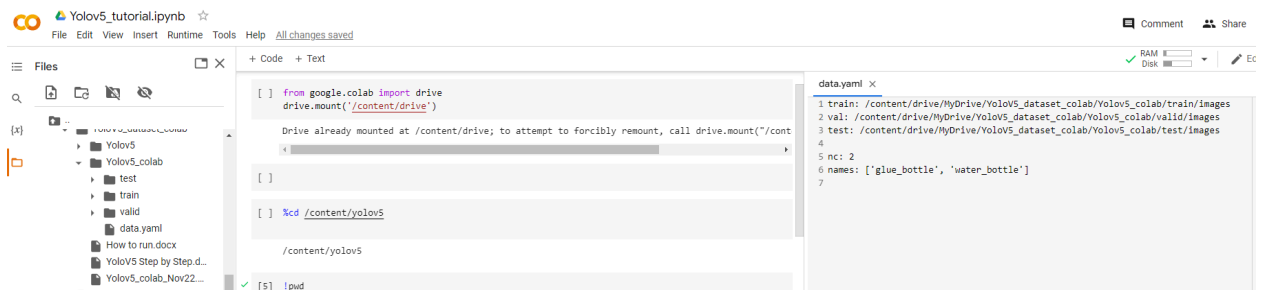 Yolov5_tutorial.ipynb
File Edit View Insert Runtime Tools Help All changes saved
Comment Share
Files
+ Code + Text
RAM
Disk
{x}
..
Yolov5
Yolov5_colab
test
train
valid
data.yaml
How to run.docx
YoloV5 Step by Step.d...
Yolov5_colab_Nov22....
[ ] from google.colab import drive
drive.mount('/content/drive')
Drive already mounted at /content/drive; to attempt to forcibly remount, call drive.mount("/cont
[ ]
[ ] %cd /content/yolov5
/content/yolov5
[5] !pwd
data.yaml ×
1 train: /content/drive/MyDrive/YoloV5_dataset_colab/Yolov5_colab/train/images
2 val: /content/drive/MyDrive/YoloV5_dataset_colab/Yolov5_colab/valid/images
3 test: /content/drive/MyDrive/YoloV5_dataset_colab/Yolov5_colab/test/images
4
5 nc: 2
6 names: ['glue_bottle', 'water_bottle']
7